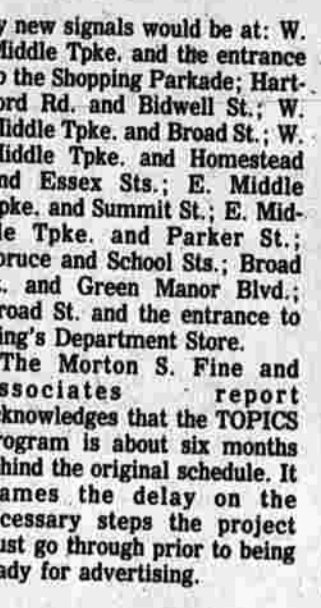 y new signals would be at: W.
Middle Tpke. and the entrance
o the Shopping Parkade; Hart-
ord Rd. and Bidwell St.; W.
Middle Tpke. and Broad St.; W.
Middle Tpke. and Homestead
nd Essex Sts.; E. Middle
pke. and Summit St.; E. Mid-
le Tpke. and Parker St.;
pruce and School Sts.; Broad
t. and Green Manor Blvd.;
road St. and the entrance to
ing's Department Store.
The Morton S. Fine and
ssociates report
cknowledges that the TOPICS
rogram is about six months
hind the original schedule. It
ames the delay on the
cessary steps the project
ust go through prior to being
ady for advertising.